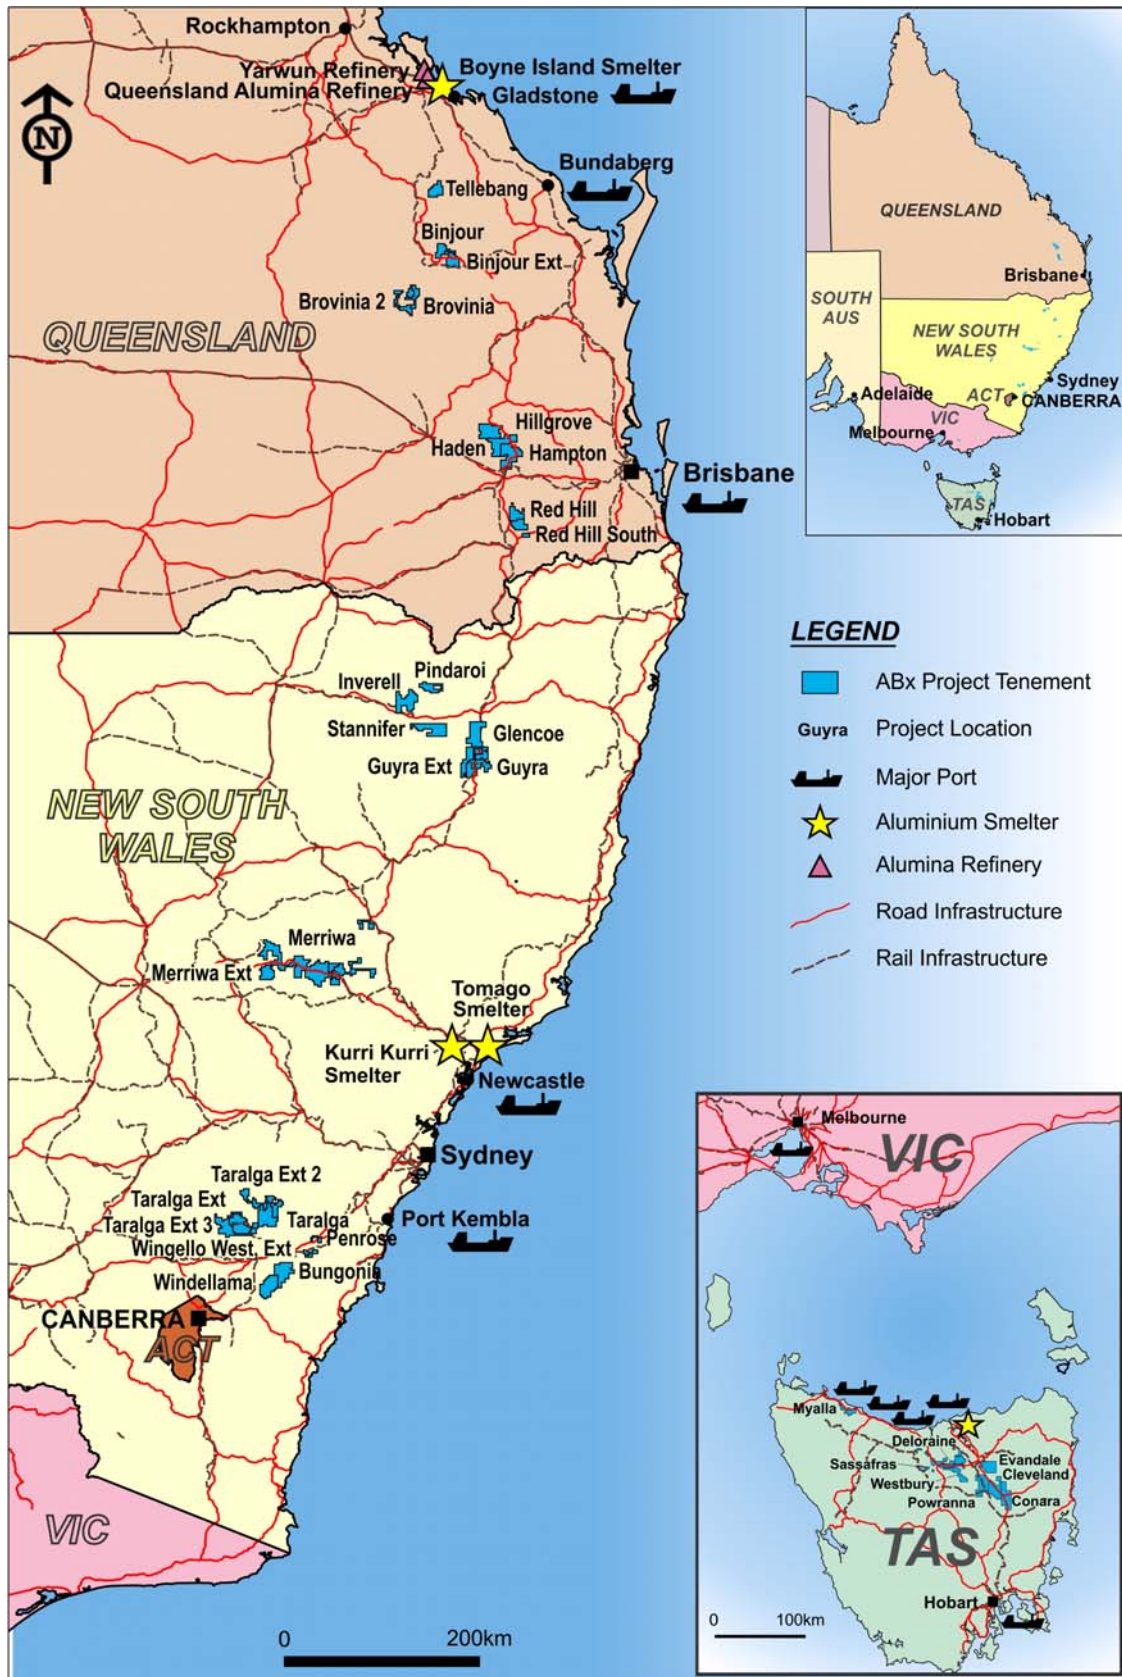 Rockhampton
Yarwun Refinery
Queensland Alumina Refinery
Boyne Island Smelter
Gladstone
N
Bundaberg
Tellebang
Binjour
Binjour Ext
Brovinia 2
Brovinia
QUEENSLAND
Hillgrove
Haden
Hampton
Brisbane
Red Hill
Red Hill South
Pindaroi
Inverell
Stannifer
Glencoe
Guyra Ext
Guyra
NEW SOUTH
WALES
Merriwa
Merriwa Ext
Tomago
Smelter
Kurri Kurri
Smelter
Newcastle
Sydney
Taralga Ext 2
Taralga Ext
Taralga Ext 3
Taralga
Port Kembla
Penrose
Wingello West, Ext
Bungonia
Windellama
CANBERRA
ACT
VIC
0 200km
QUEENSLAND
Brisbane
SOUTH
AUS
NEW SOUTH
WALES
Sydney
ACT
CANBERRA
Adelaide
VIC
Melbourne
TAS
Hobart
LEGEND
ABx Project Tenement
Guyra Project Location
Major Port
Aluminium Smelter
Alumina Refinery
Road Infrastructure
Rail Infrastructure
Melbourne
VIC
Myalla
Deloraine
Sassafras
Evandale
Cleveland
Westbury
Powranna
Conara
TAS
Hobart
0 100km